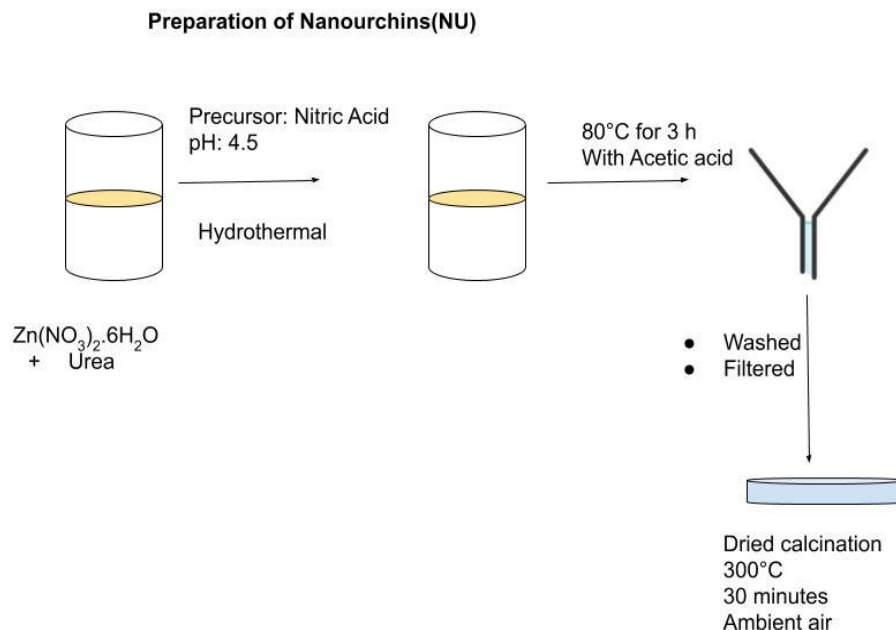 Preparation of Nanourchins(NU)
Precursor: Nitric Acid
pH: 4.5
Hydrothermal
80°C for 3 h
With Acetic acid
Zn(NO₃)₂.6H₂O
+ Urea
● Washed
● Filtered
Dried calcination
300°C
30 minutes
Ambient air